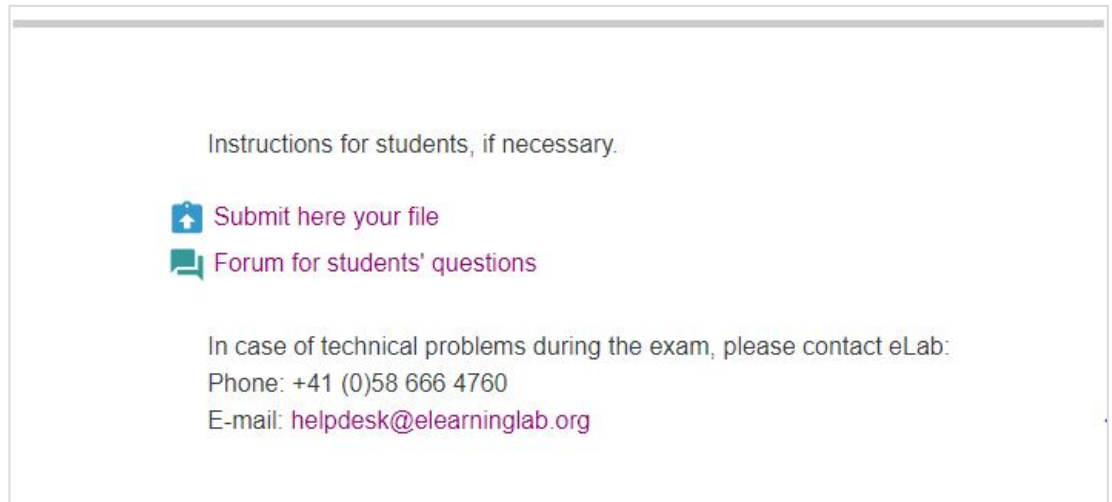 Instructions for students, if necessary.
Submit here your file
Forum for students' questions
In case of technical problems during the exam, please contact eLab:
Phone: +41 (0)58 666 4760
E-mail: helpdesk@elearninglab.org